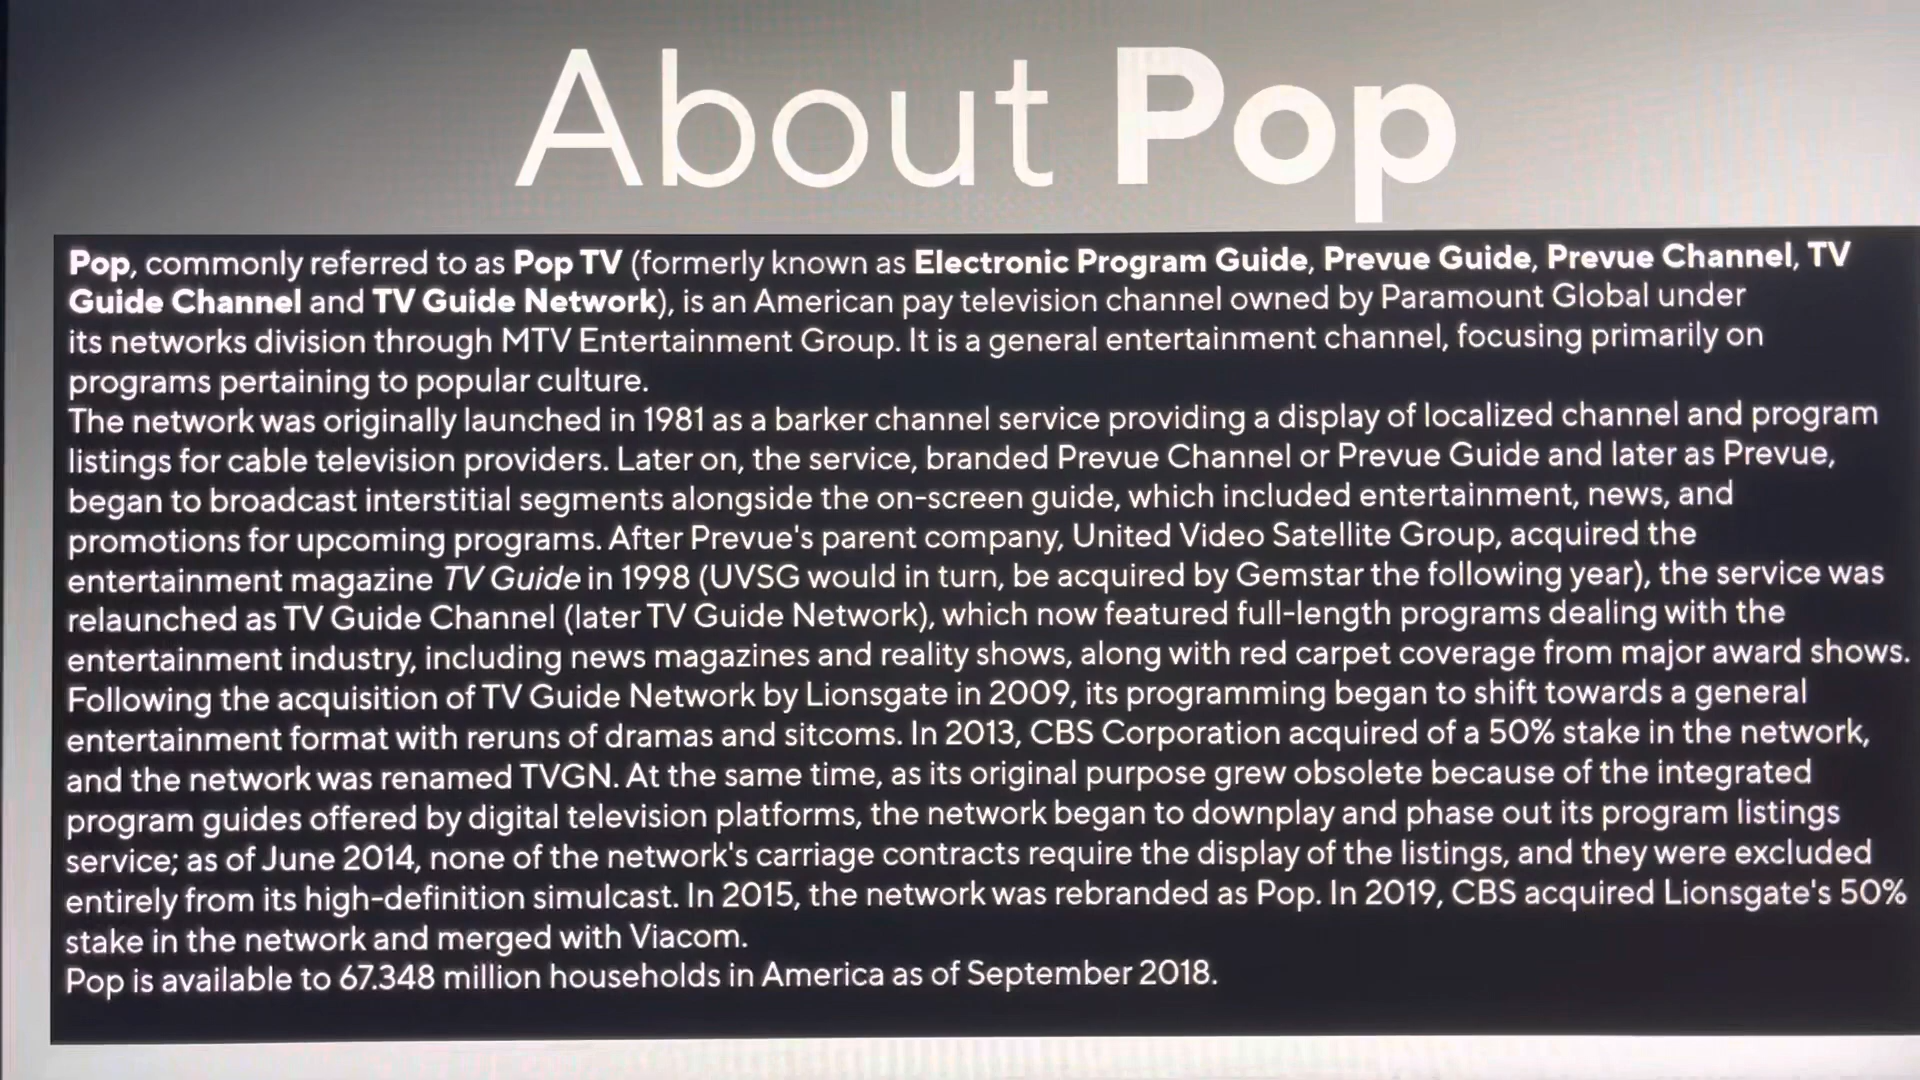 About Pop
Pop, commonly referred to as Pop TV (formerly known as Electronic Program Guide, Prevue Guide, Prevue Channel, TV
Guide Channel and TV Guide Network), is an American pay television channel owned by Paramount Global under
its networks division through MTV Entertainment Group. It is a general entertainment channel, focusing primarily on
programs pertaining to popular culture.
The network was originally launched in 1981 as a barker channel service providing a display of localized channel and program
listings for cable television providers. Later on, the service, branded Prevue Channel or Prevue Guide and later as Prevue,
began to broadcast interstitial segments alongside the on-screen guide, which included entertainment, news, and
promotions for upcoming programs. After Prevue's parent company, United Video Satellite Group, acquired the
entertainment magazine TV Guide in 1998 (UVSG would in turn, be acquired by Gemstar the following year), the service was
relaunched as TV Guide Channel (later TV Guide Network), which now featured full-length programs dealing with the
entertainment industry, including news magazines and reality shows, along with red carpet coverage from major award shows.
Following the acquisition of TV Guide Network by Lionsgate in 2009, its programming began to shift towards a general
entertainment format with reruns of dramas and sitcoms. In 2013, CBS Corporation acquired of a 50% stake in the network,
and the network was renamed TVGN. At the same time, as its original purpose grew obsolete because of the integrated
program guides offered by digital television platforms, the network began to downplay and phase out its program listings
service; as of June 2014, none of the network's carriage contracts require the display of the listings, and they were excluded
entirely from its high-definition simulcast. In 2015, the network was rebranded as Pop. In 2019, CBS acquired Lionsgate's 50%
stake in the network and merged with Viacom.
Pop is available to 67.348 million households in America as of September 2018.